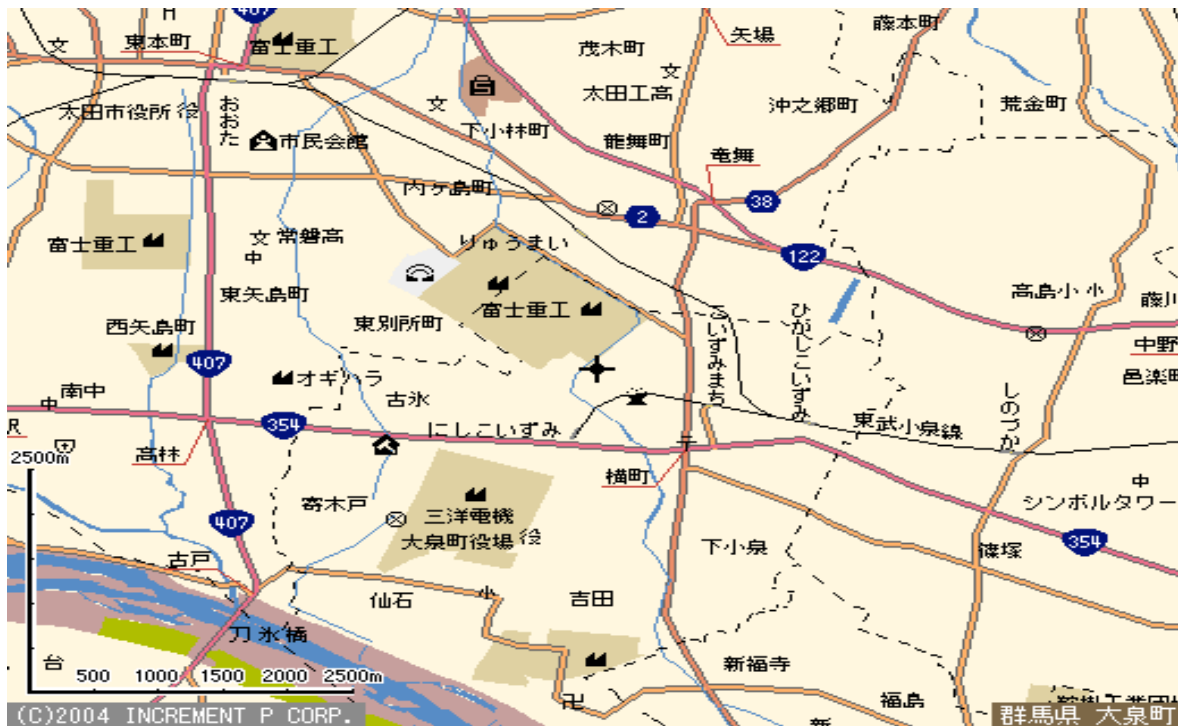 407
東本町
富士重工
文
矢場
藤本町
茂木町
文
太田工高
沖之郷町
荒金町
太田市役所
役
おおた
市民会館
文
下小林町
龍舞町
竜舞
内ヶ島町
38
2
122
富士重工
文
常磐高
中
りゅうまい
東矢島町
富士重工
高島小
小
藤川
西矢島町
東別所町
こいずみまち
ひがしこいずみ
中野
邑楽町
407
南中
中
オギハラ
古氷
しのづか
東武小泉線
354
にしこいずみ
高林
2500m
横町
中
シンボルタワー
寄木戸
三洋電機
大泉町役場
役
407
下小泉
354
篠塚
古戸
仙石
小
吉田
刀水橋
台
新福寺
500
1000
1500
2000
2500m
福島
(C)2004 INCREMENT P CORP.
群馬県 大泉町